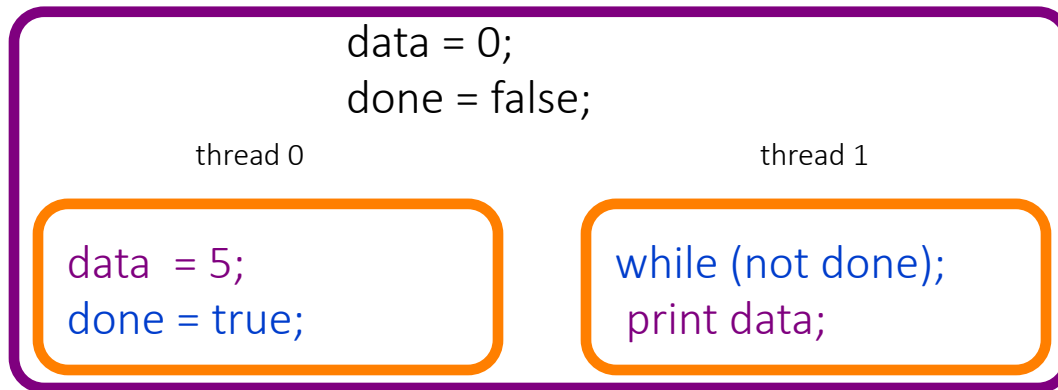 data = 0;
done = false;
thread 0
thread 1
data = 5;
done = true;
while (not done);
print data;